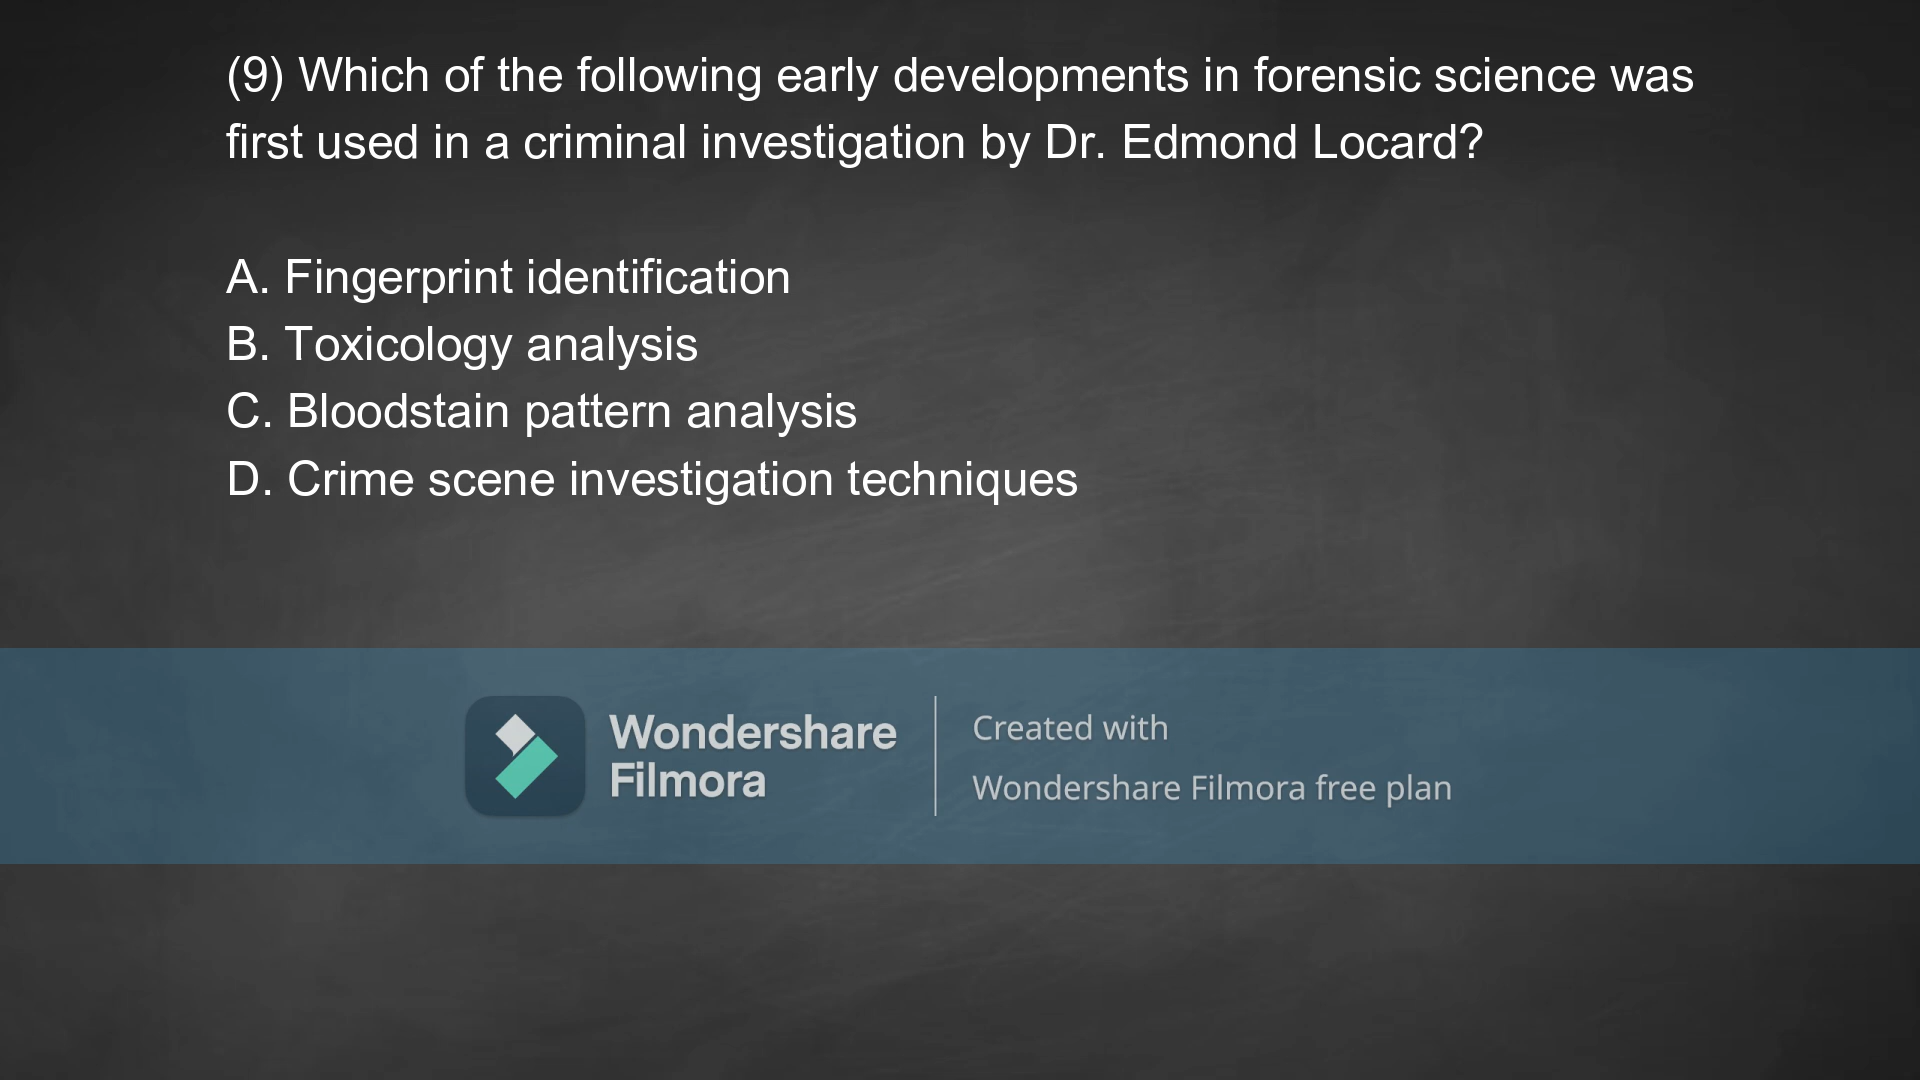 (9) Which of the following early developments in forensic science was
first used in a criminal investigation by Dr. Edmond Locard?
A. Fingerprint identification
B. Toxicology analysis
C. Bloodstain pattern analysis
D. Crime scene investigation techniques
Wondershare
Filmora
Created with
Wondershare Filmora free plan